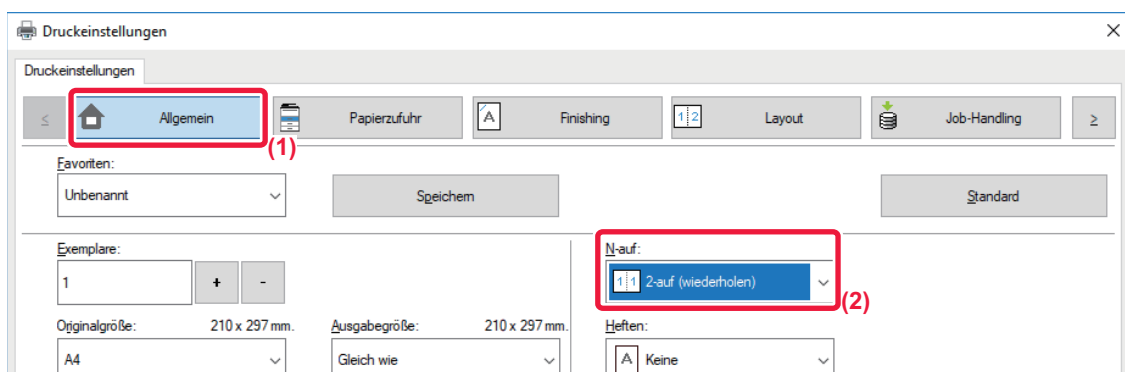 Druckeinstellungen
Druckeinstellungen
≤ Allgemein Papierzufuhr A Finishing 1 2 Layout Job-Handling ≥
(1)
Favoriten:
Unbenannt Speichern Standard
Exemplare: N-auf:
1 + - 1 1 2-auf (wiederholen)
(2)
Originalgröße: 210 x 297 mm. Ausgabegröße: 210 x 297 mm. Heften:
A4 Gleich wie A Keine